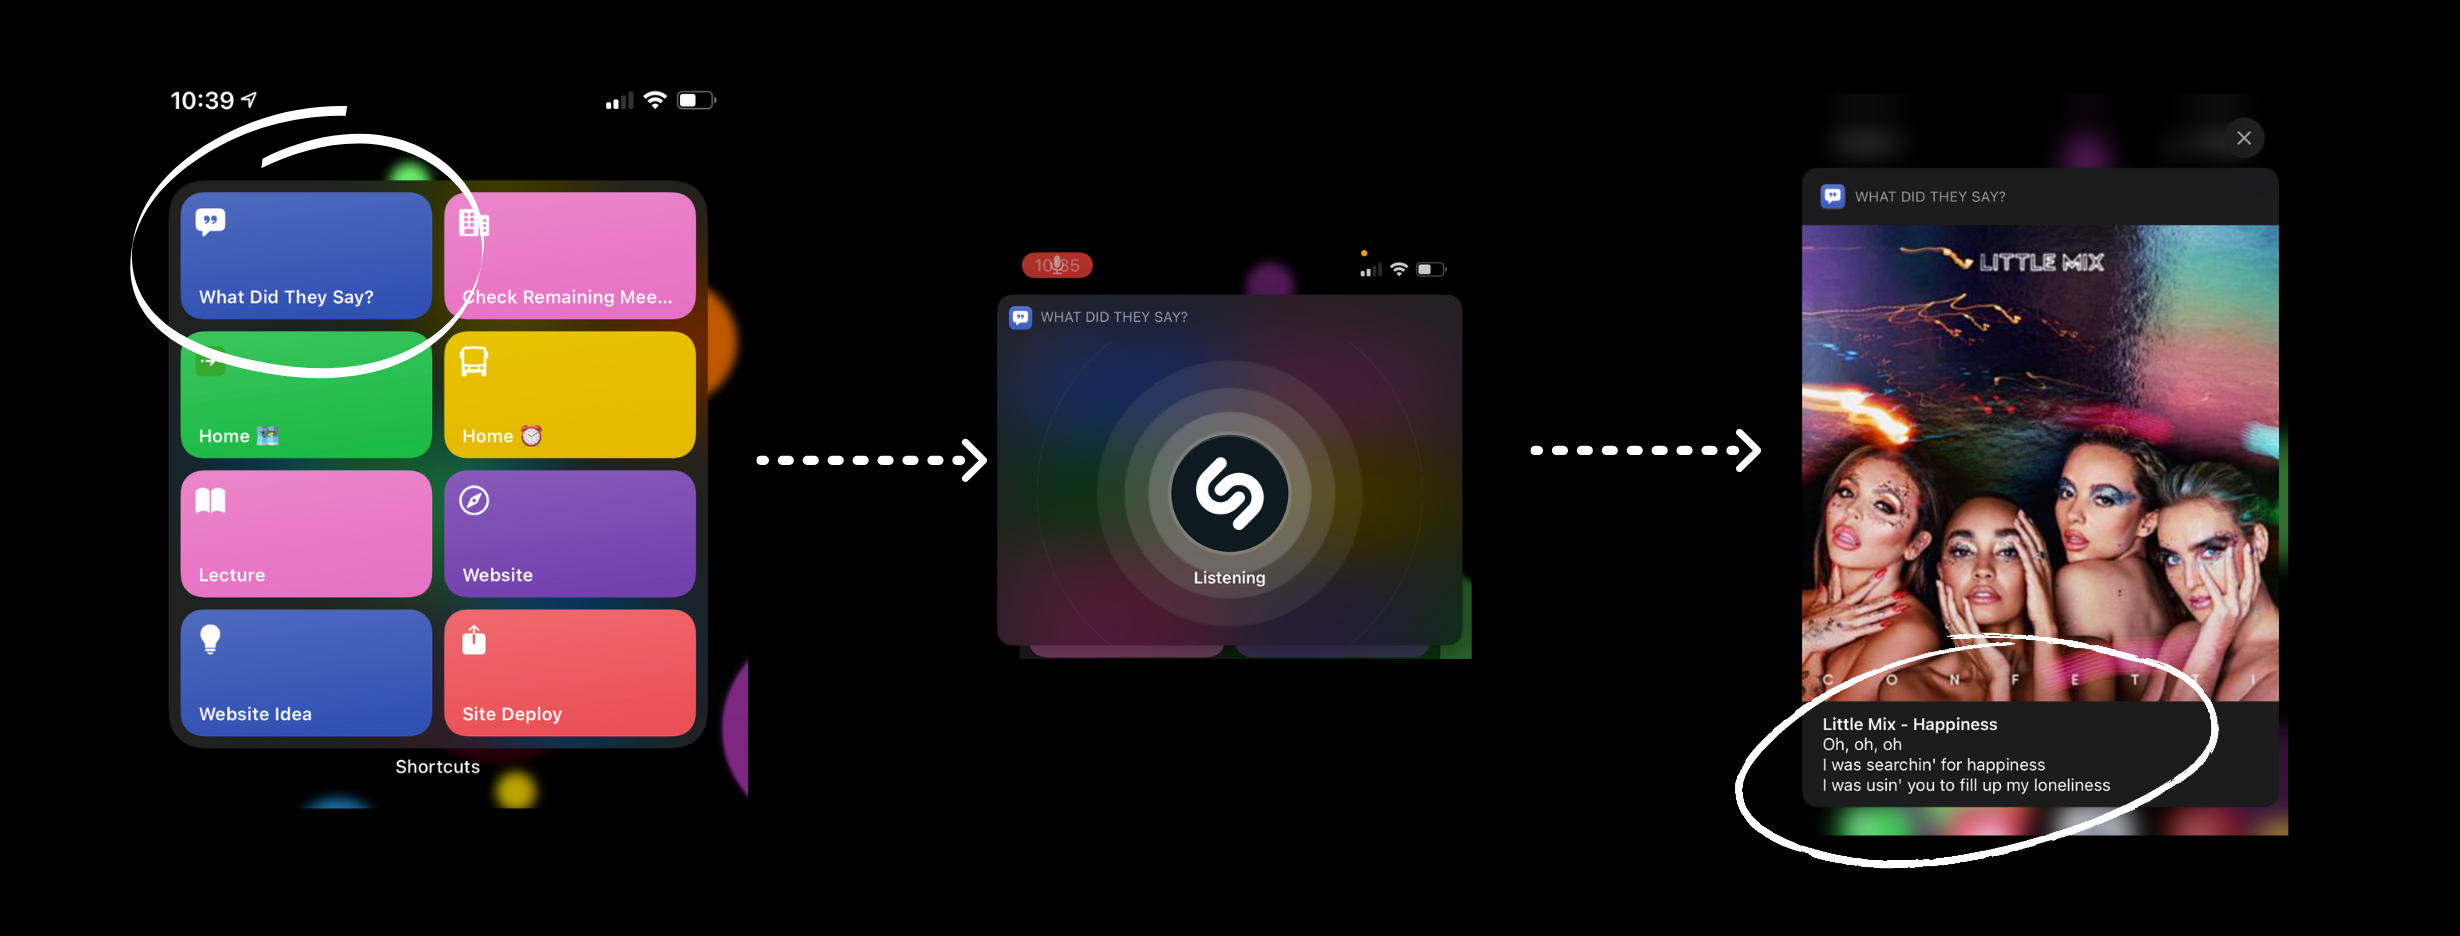 10:39
What Did They Say?
Check Remaining Mee...
Home
Home
Lecture
Website
Website Idea
Site Deploy
Shortcuts
WHAT DID THEY SAY?
Listening
WHAT DID THEY SAY?
LITTLE MIX
C O N F E T T I
Little Mix - Happiness
Oh, oh, oh
I was searchin' for happiness
I was usin' you to fill up my loneliness